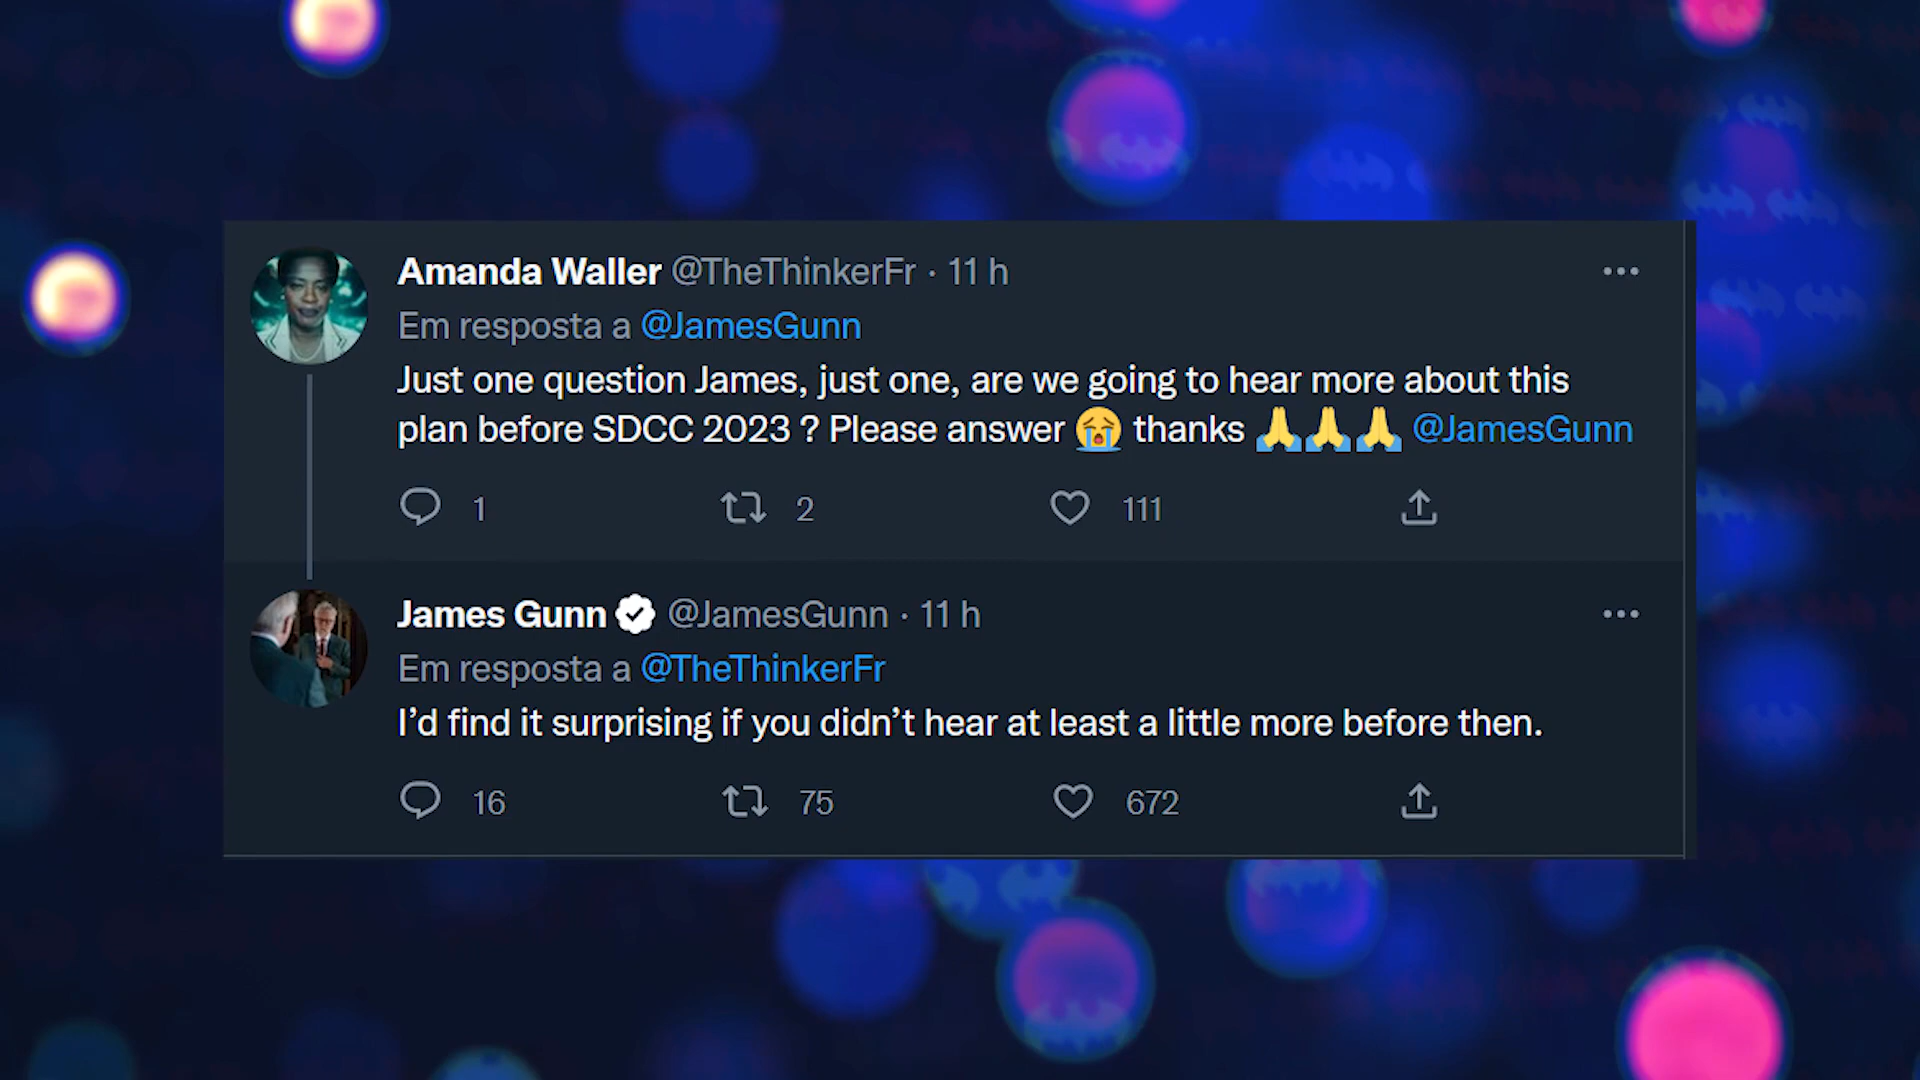 Amanda Waller @TheThinkerFr · 11 h
Em resposta a @JamesGunn
Just one question James, just one, are we going to hear more about this
plan before SDCC 2023 ? Please answer 😭 thanks 🙏🙏🙏 @JamesGunn
1 2 111
James Gunn @JamesGunn · 11 h
Em resposta a @TheThinkerFr
I’d find it surprising if you didn’t hear at least a little more before then.
16 75 672